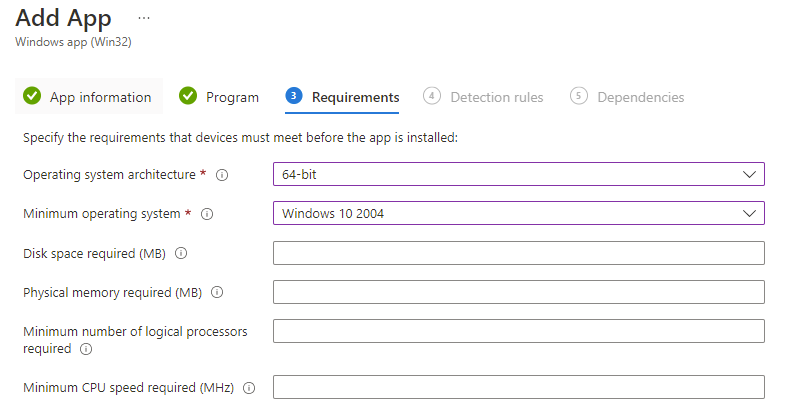 Add App ...
Windows app (Win32)
App information Program 3 Requirements 4 Detection rules 5 Dependencies
Specify the requirements that devices must meet before the app is installed:
Operating system architecture * 64-bit
Minimum operating system * Windows 10 2004
Disk space required (MB)
Physical memory required (MB)
Minimum number of logical processors
required
Minimum CPU speed required (MHz)